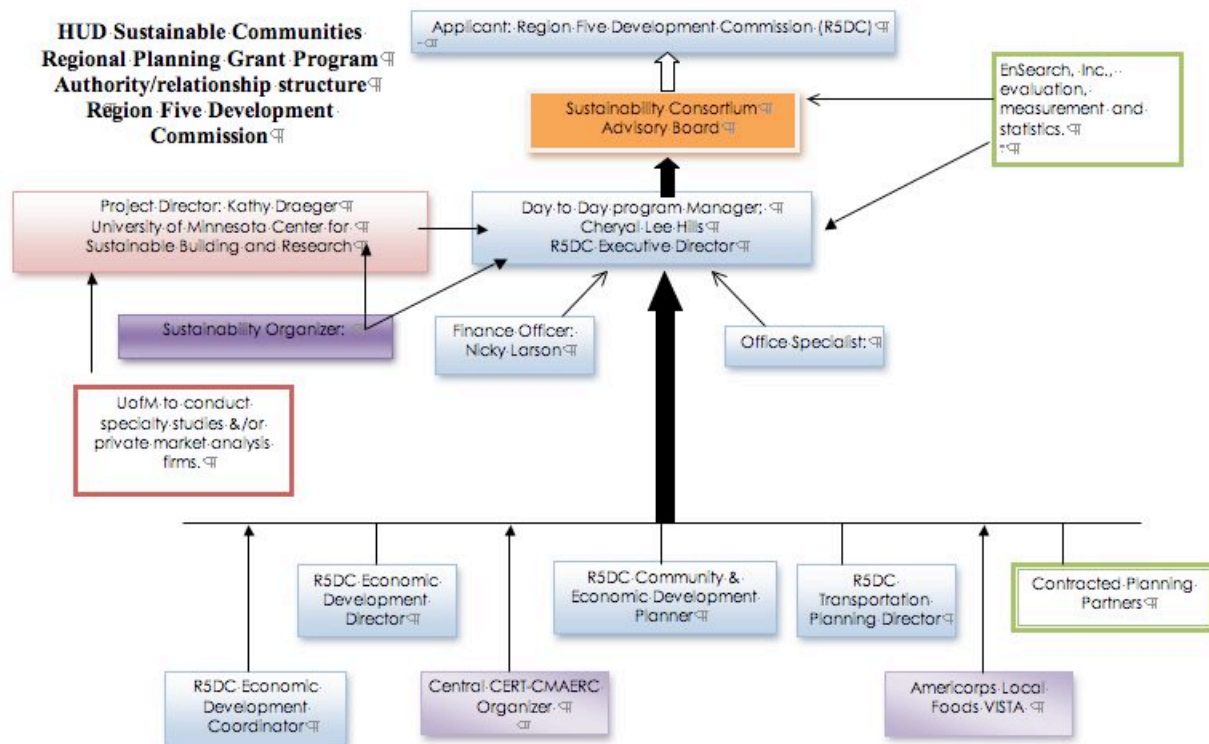 HUD Sustainable Communities
Regional Planning Grant Program¶
Authority/relationship structure¶
Region Five Development
Commission¶
Applicant: Region Five Development Commission (R5DC)¶
¶
Sustainability Consortium¶
Advisory Board¶
EnSearch, Inc.,
evaluation,
measurement and
statistics.¶
¶
Project Director: Kathy Draeger¶
University of Minnesota Center for¶
Sustainable Building and Research¶
Day to Day program Manager:¶
Cheryal Lee Hills¶
R5DC Executive Director¶
Sustainability Organizer: ¶
Finance Officer:
Nicky Larson¶
Office Specialist:¶
UofM to conduct
specialty studies &/or
private market analysis
firms.¶
R5DC Economic
Development
Director¶
R5DC Community &
Economic Development
Planner¶
R5DC
Transportation
Planning Director¶
Contracted Planning
Partners¶
R5DC Economic
Development
Coordinator¶
Central CERT-CMAERC
Organizer ¶
¶
Americorps Local
Foods VISTA ¶